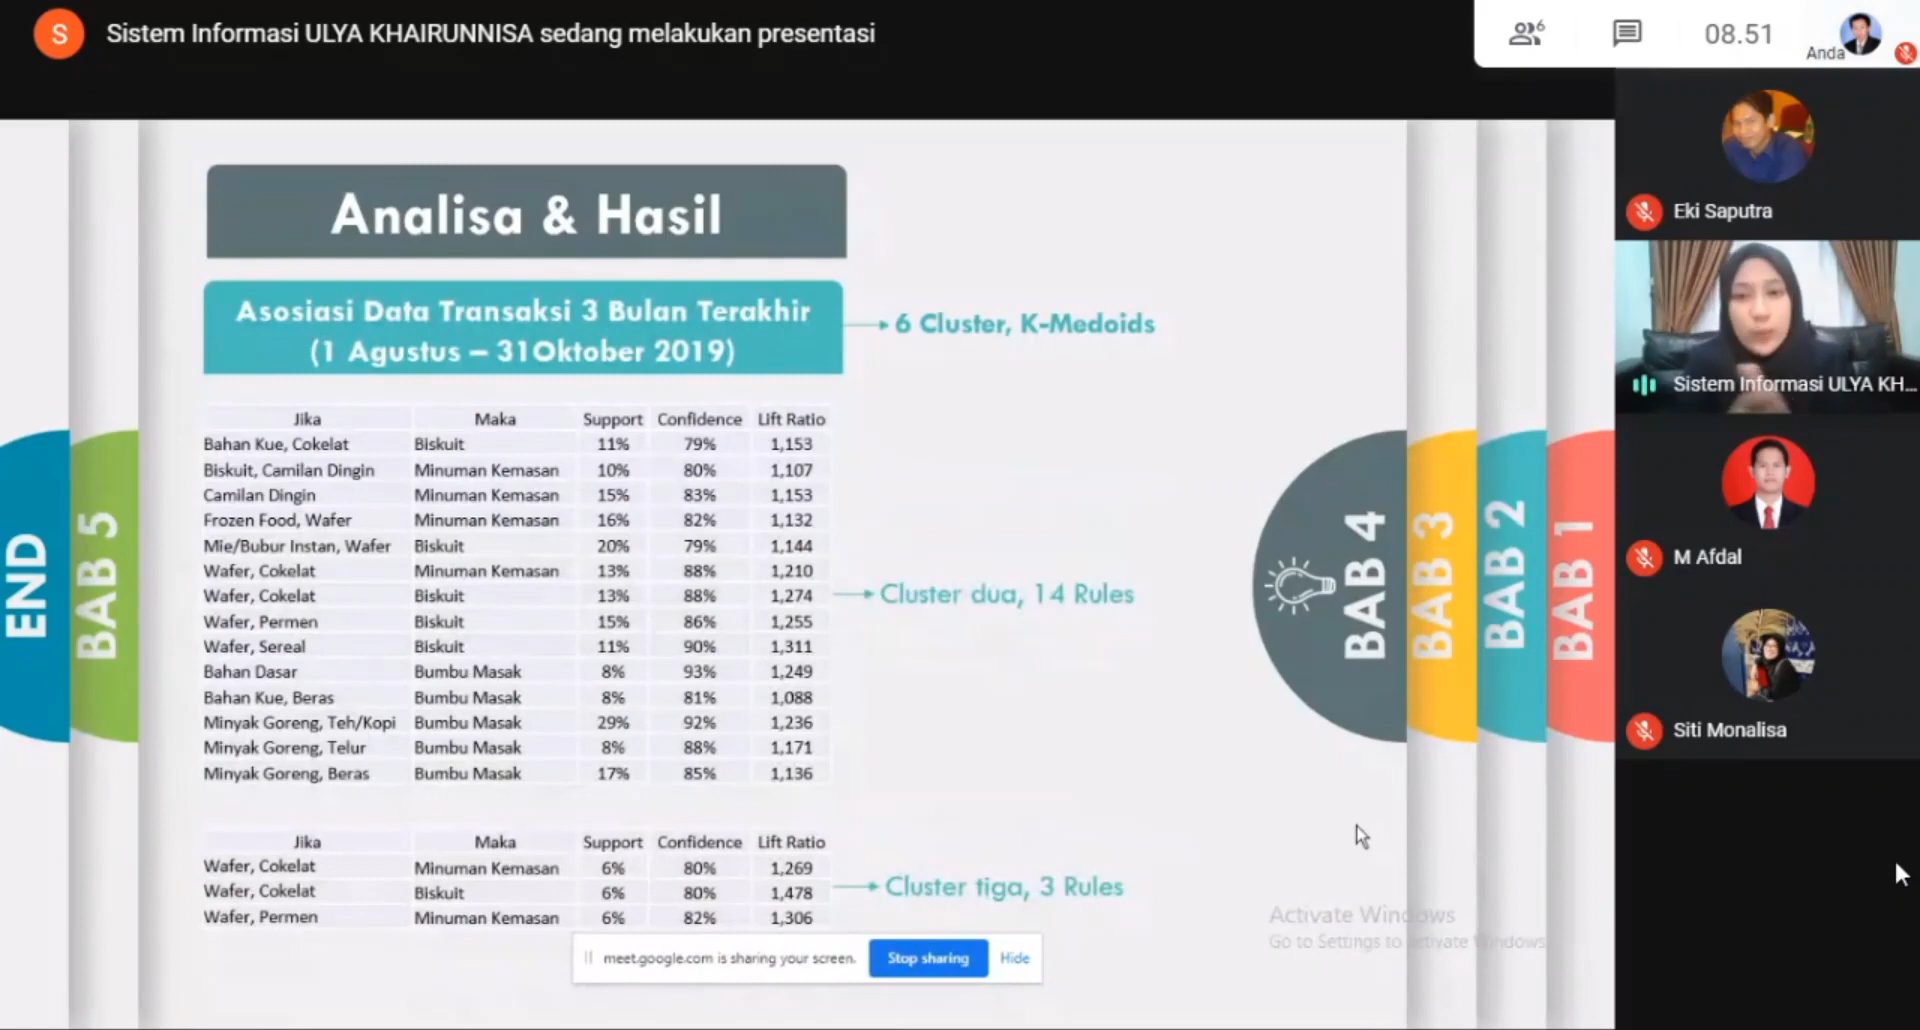 S
Sistem Informasi ULYA KHAIRUNNISA sedang melakukan presentasi
6
08.51
Anda
Analisa & Hasil
Asosiasi Data Transaksi 3 Bulan Terakhir
(1 Agustus – 31Oktober 2019)
6 Cluster, K-Medoids
Jika Maka Support Confidence Lift Ratio
Bahan Kue, Cokelat Biskuit 11% 79% 1,153
Biskuit, Camilan Dingin Minuman Kemasan 10% 80% 1,107
Camilan Dingin Minuman Kemasan 15% 83% 1,153
Frozen Food, Wafer Minuman Kemasan 16% 82% 1,132
Mie/Bubur Instan, Wafer Biskuit 20% 79% 1,144
Wafer, Cokelat Minuman Kemasan 13% 88% 1,210
Wafer, Cokelat Biskuit 13% 88% 1,274
Wafer, Permen Biskuit 15% 86% 1,255
Wafer, Sereal Biskuit 11% 90% 1,311
Bahan Dasar Bumbu Masak 8% 93% 1,249
Bahan Kue, Beras Bumbu Masak 8% 81% 1,088
Minyak Goreng, Teh/Kopi Bumbu Masak 29% 92% 1,236
Minyak Goreng, Telur Bumbu Masak 8% 88% 1,171
Minyak Goreng, Beras Bumbu Masak 17% 85% 1,136
Cluster dua, 14 Rules
Jika Maka Support Confidence Lift Ratio
Wafer, Cokelat Minuman Kemasan 6% 80% 1,269
Wafer, Cokelat Biskuit 6% 80% 1,478
Wafer, Permen Minuman Kemasan 6% 82% 1,306
Cluster tiga, 3 Rules
END
BAB 5
BAB 4
BAB 3
BAB 2
BAB 1
meet.google.com is sharing your screen.
Stop sharing
Hide
Activate Windows
Go to Settings to activate Windows
Eki Saputra
Sistem Informasi ULYA KH...
M Afdal
Siti Monalisa